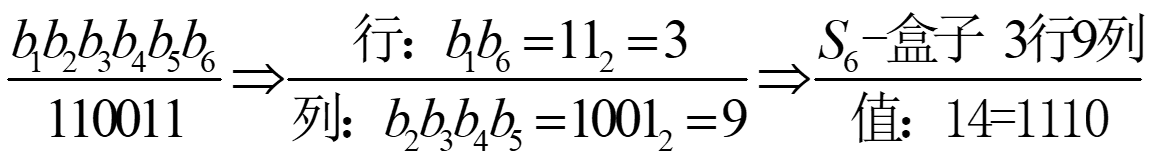 b₁b₂b₃b₄b₅b₆ ⇒ 行：b₁b₆ =11₂ =3 ⇒ S₆-盒子 3行9列
110011 列：b₂b₃b₄b₅ =1001₂ =9 值：14=1110